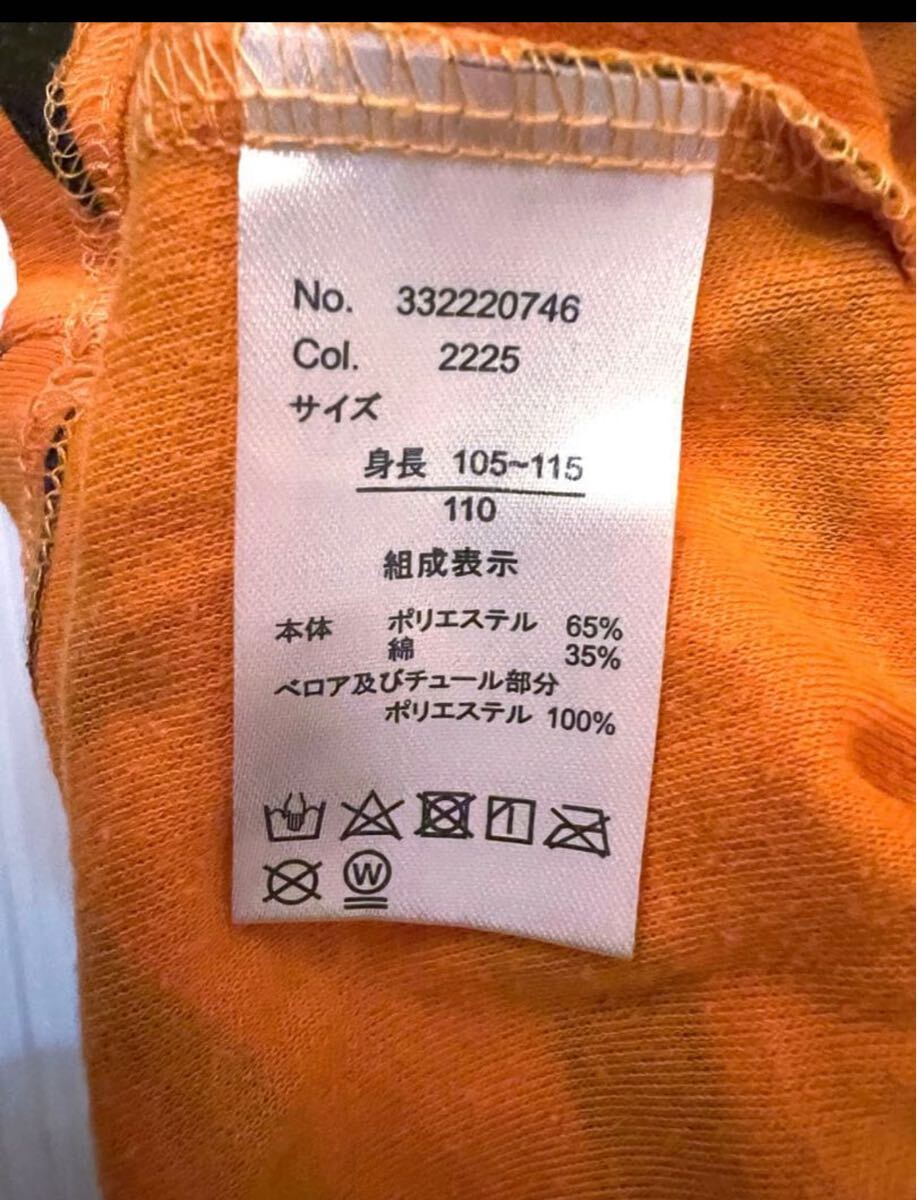 No. 332220746
Col. 2225
サイズ
身長 105~115
110
組成表示
本体 ポリエステル 65%
綿 35%
ベロア及びチュール部分
ポリエステル 100%
W